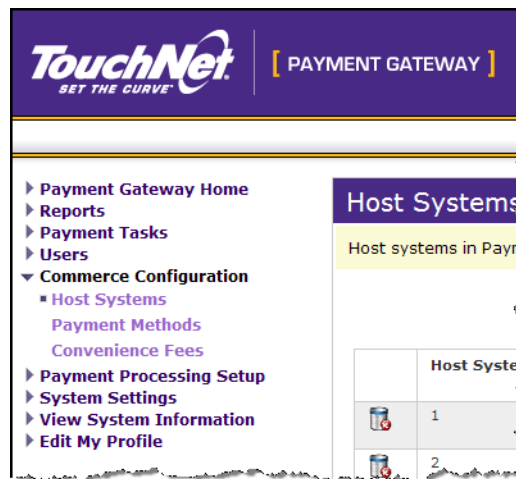 TouchNet
SET THE CURVE
[ PAYMENT GATEWAY ]
Payment Gateway Home
Reports
Payment Tasks
Users
Commerce Configuration
Host Systems
Payment Methods
Convenience Fees
Payment Processing Setup
System Settings
View System Information
Edit My Profile
Host Systems
Host systems in Paym
Host Syste
1
2